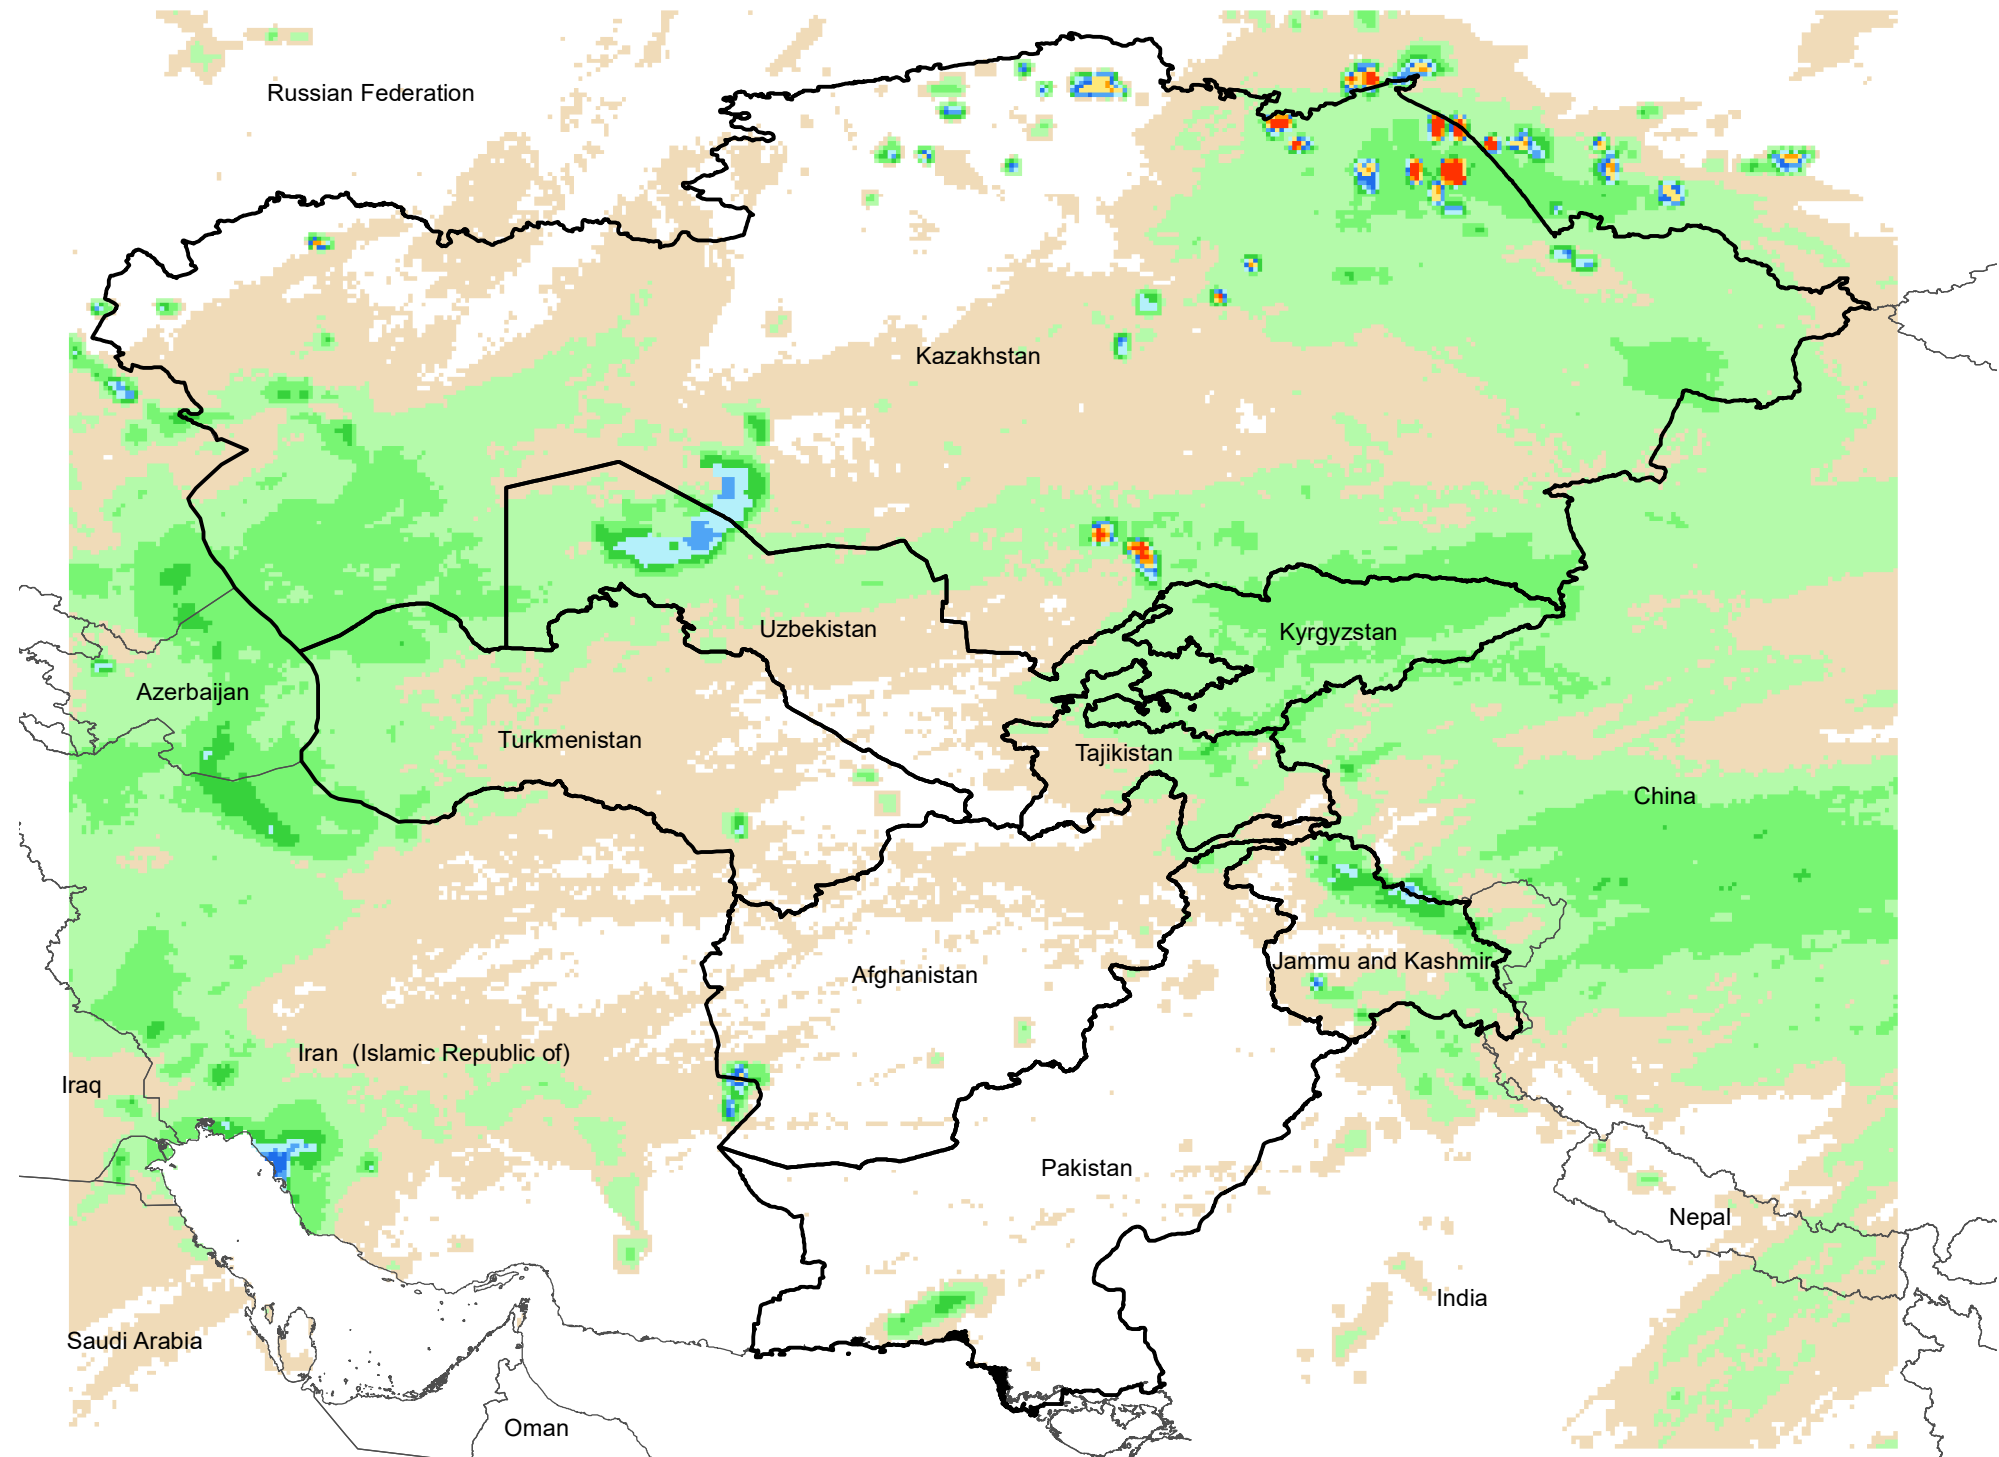 Russian Federation
Kazakhstan
Uzbekistan
Kyrgyzstan
Azerbaijan
Turkmenistan
Tajikistan
China
Jammu and Kashmir
Afghanistan
Iran  (Islamic Republic of)
Iraq
Pakistan
Nepal
India
Saudi Arabia
Oman